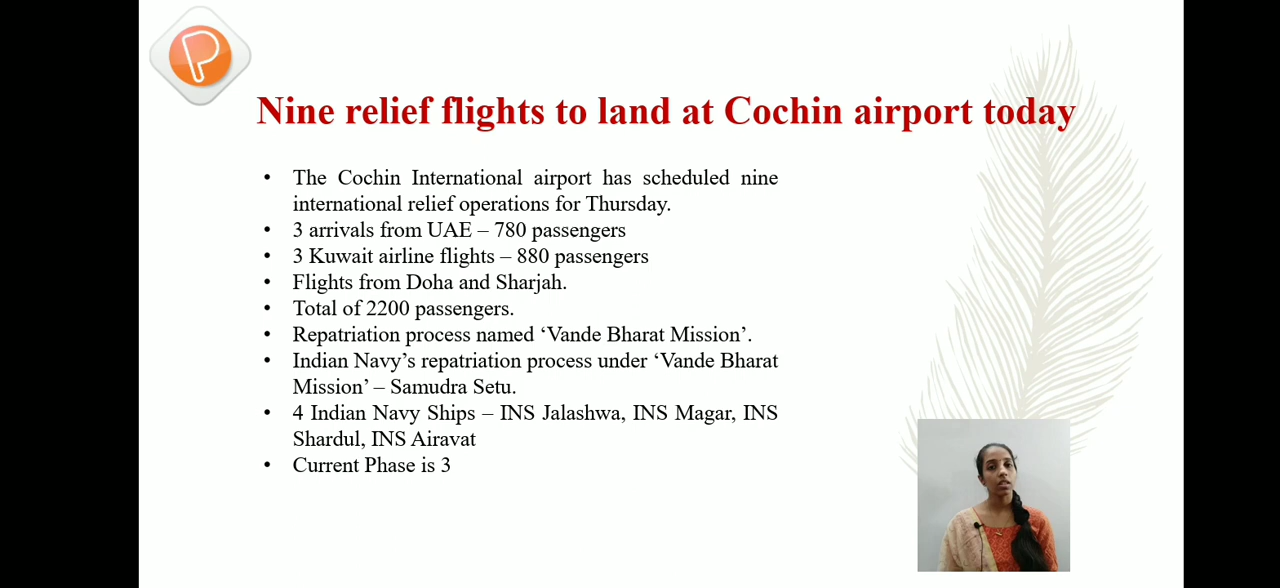 Nine relief flights to land at Cochin airport today
• The Cochin International airport has scheduled nine
international relief operations for Thursday.
• 3 arrivals from UAE – 780 passengers
• 3 Kuwait airline flights – 880 passengers
• Flights from Doha and Sharjah.
• Total of 2200 passengers.
• Repatriation process named ‘Vande Bharat Mission’.
• Indian Navy’s repatriation process under ‘Vande Bharat
Mission’ – Samudra Setu.
• 4 Indian Navy Ships – INS Jalashwa, INS Magar, INS
Shardul, INS Airavat
• Current Phase is 3